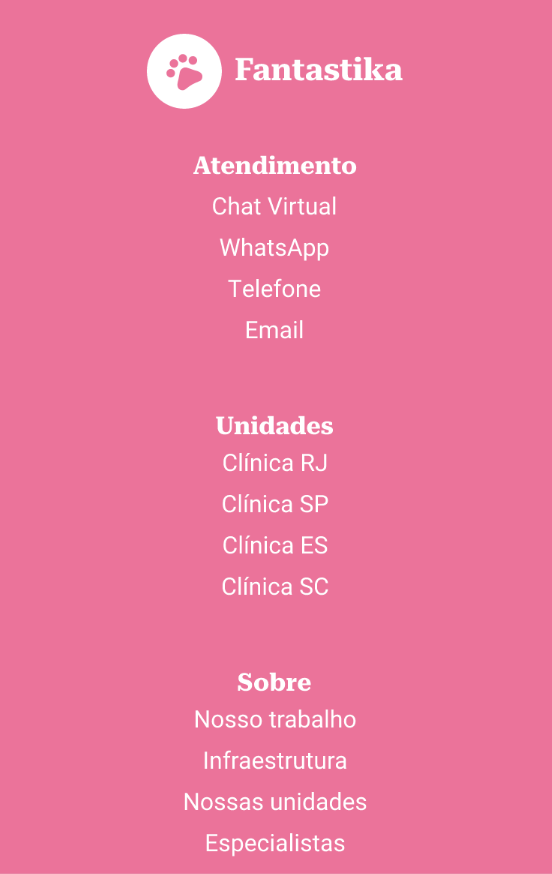 Fantastika
Atendimento
Chat Virtual
WhatsApp
Telefone
Email
Unidades
Clínica RJ
Clínica SP
Clínica ES
Clínica SC
Sobre
Nosso trabalho
Infraestrutura
Nossas unidades
Especialistas